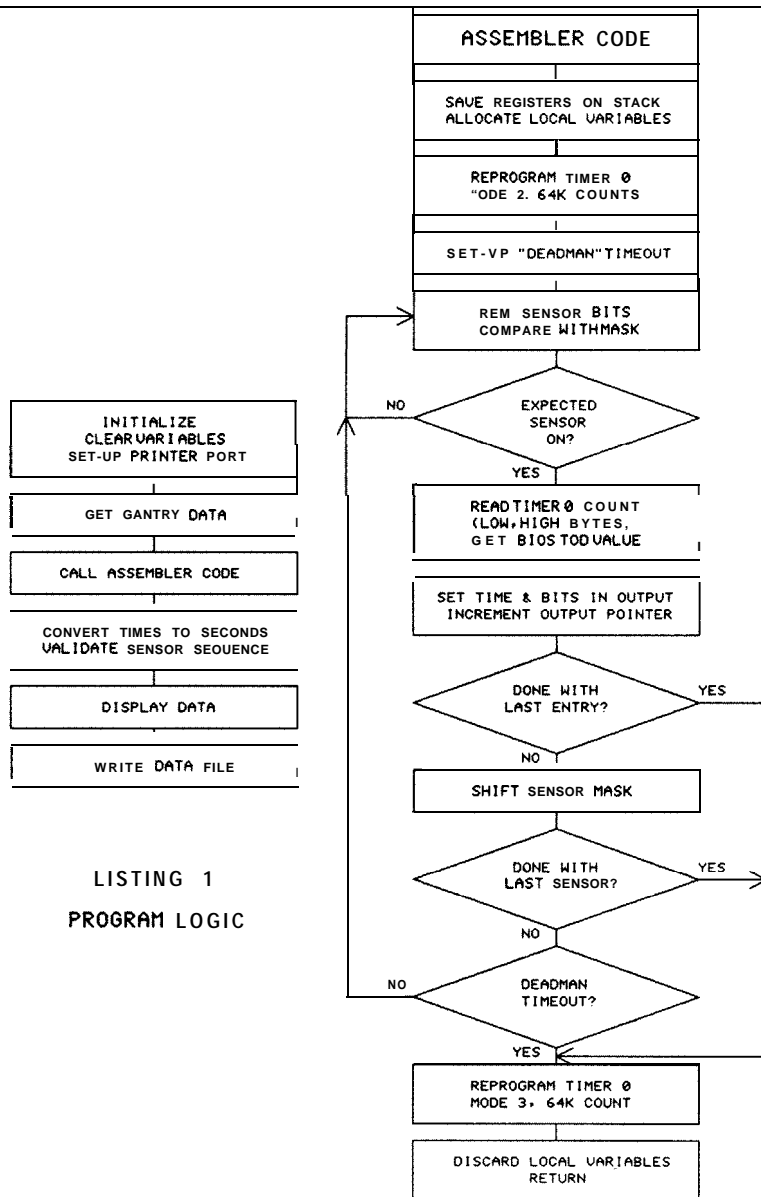 ASSEMBLER CODE
SAVE REGISTERS ON STACK
ALLOCATE LOCAL VARIABLES
REPROGRAM TIMER 0
"ODE 2. 64K COUNTS
SET-VP "DEADMAN" TIMEOUT
REM SENSOR BITS
COMPARE WITHMASK
NO
EXPECTED
SENSOR
ON?
YES
READTIMER0 COUNT
(LOW,HIGH BYTES,
GET BIOS TOD VALUE
SET TIME & BITS IN OUTPUT
INCREMENT OUTPUT POINTER
DONE WITH
LAST ENTRY?
YES
NO
SHIFT SENSOR MASK
DONE WITH
LAST SENSOR?
YES
NO
NO
DEADMAN
TIMEOUT?
YES
REPROGRAM TIMER 0
MODE 3, 64K COUNT
DISCARD LOCAL VARIABLES
RETURN
INITIALIZE
CLEARVARIABLES
SET-UP PRINTER PORT
GET GANTRY DATA
CALL ASSEMBLER CODE
CONVERT TIMES TO SECONDS
VALIDATE SENSOR SEQUENCE
DISPLAY DATA
WRITE DATA FILE
LISTING 1
PROGRAM LOGIC